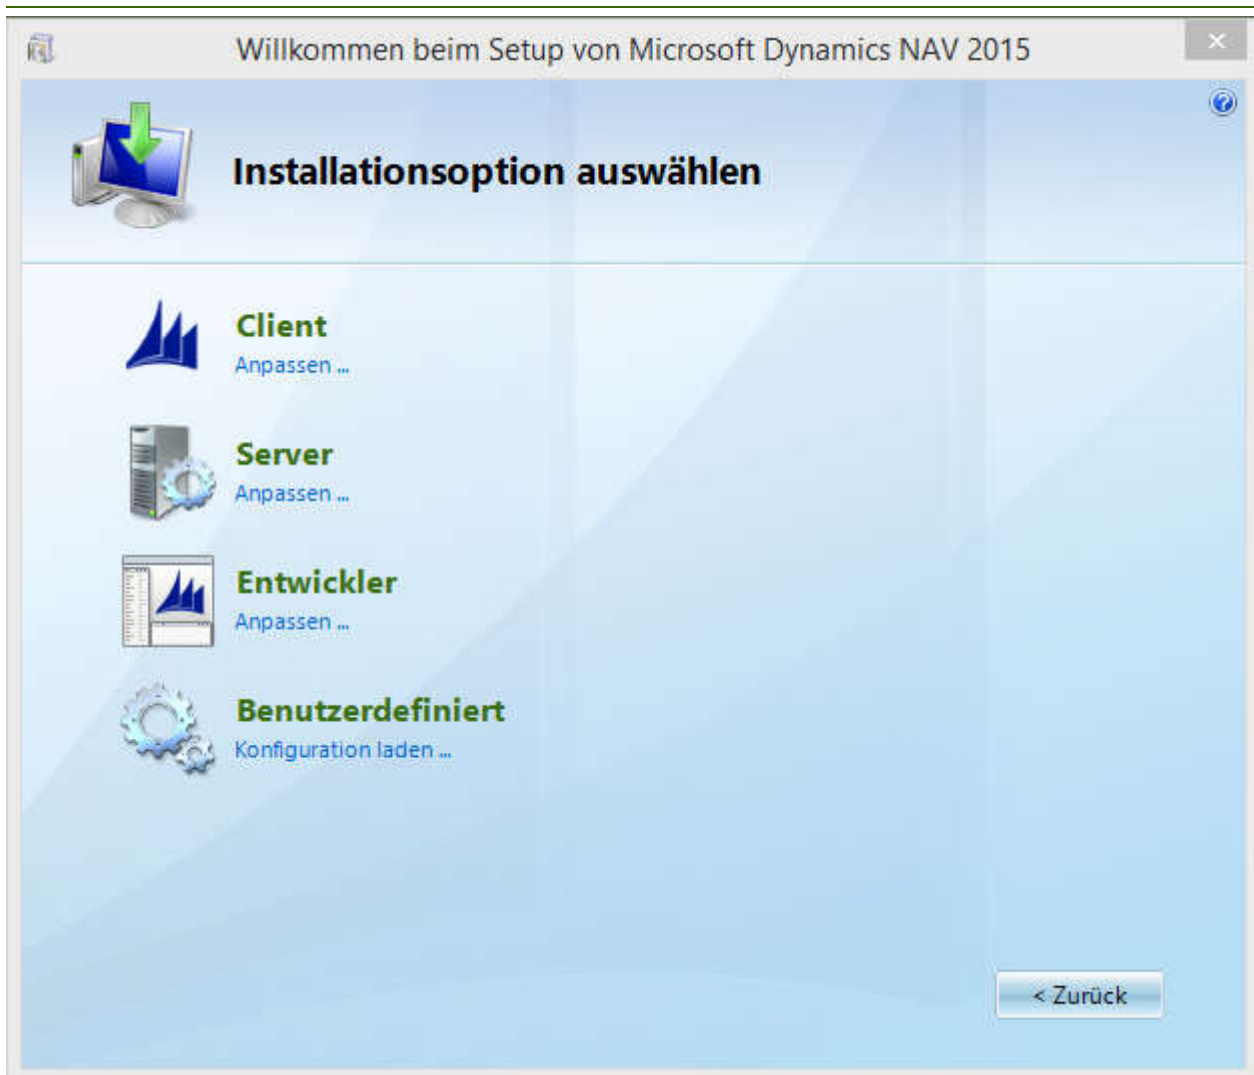 Willkommen beim Setup von Microsoft Dynamics NAV 2015
Installationsoption auswählen
Client
Anpassen ...
Server
Anpassen ...
Entwickler
Anpassen ...
Benutzerdefiniert
Konfiguration laden ...
< Zurück